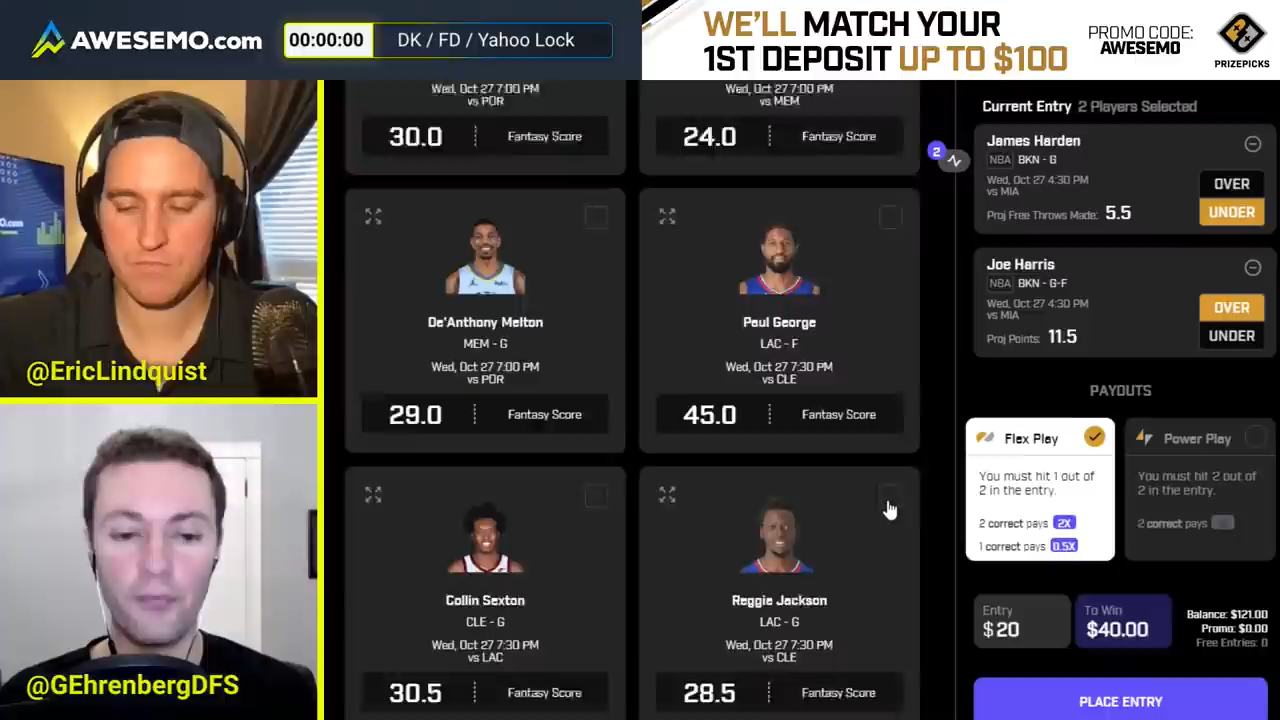 AWESEMO.com
00:00:00
DK / FD / Yahoo Lock
WE'LL MATCH YOUR
1ST DEPOSIT UP TO $100
PROMO CODE:
AWESEMO
PRIZEPICKS
@EricLindquist
@GEhrenbergDFS
Wed, Oct 27 7:00 PM
vs POR
30.0
Fantasy Score
Wed, Oct 27 7:00 PM
vs MEM
24.0
Fantasy Score
De'Anthony Melton
MEM - G
Wed, Oct 27 7:00 PM
vs POR
29.0
Fantasy Score
Paul George
LAC - F
Wed, Oct 27 7:30 PM
vs CLE
45.0
Fantasy Score
Collin Sexton
CLE - G
Wed, Oct 27 7:30 PM
vs LAC
30.5
Fantasy Score
Reggie Jackson
LAC - G
Wed, Oct 27 7:30 PM
vs CLE
28.5
Fantasy Score
2
Current Entry 2 Players Selected
James Harden
NBA BKN - G
Wed, Oct 27 4:30 PM
vs MIA
Proj Free Throws Made: 5.5
OVER
UNDER
Joe Harris
NBA BKN - G-F
Wed, Oct 27 4:30 PM
vs MIA
Proj Points: 11.5
OVER
UNDER
PAYOUTS
Flex Play
You must hit 1 out of
2 in the entry.
2 correct pays 2X
1 correct pays 0.5X
Power Play
You must hit 2 out of
2 in the entry.
2 correct pays
Entry
$20
To Win
$40.00
Balance: $121.00
Promo: $0.00
Free Entries: 0
PLACE ENTRY